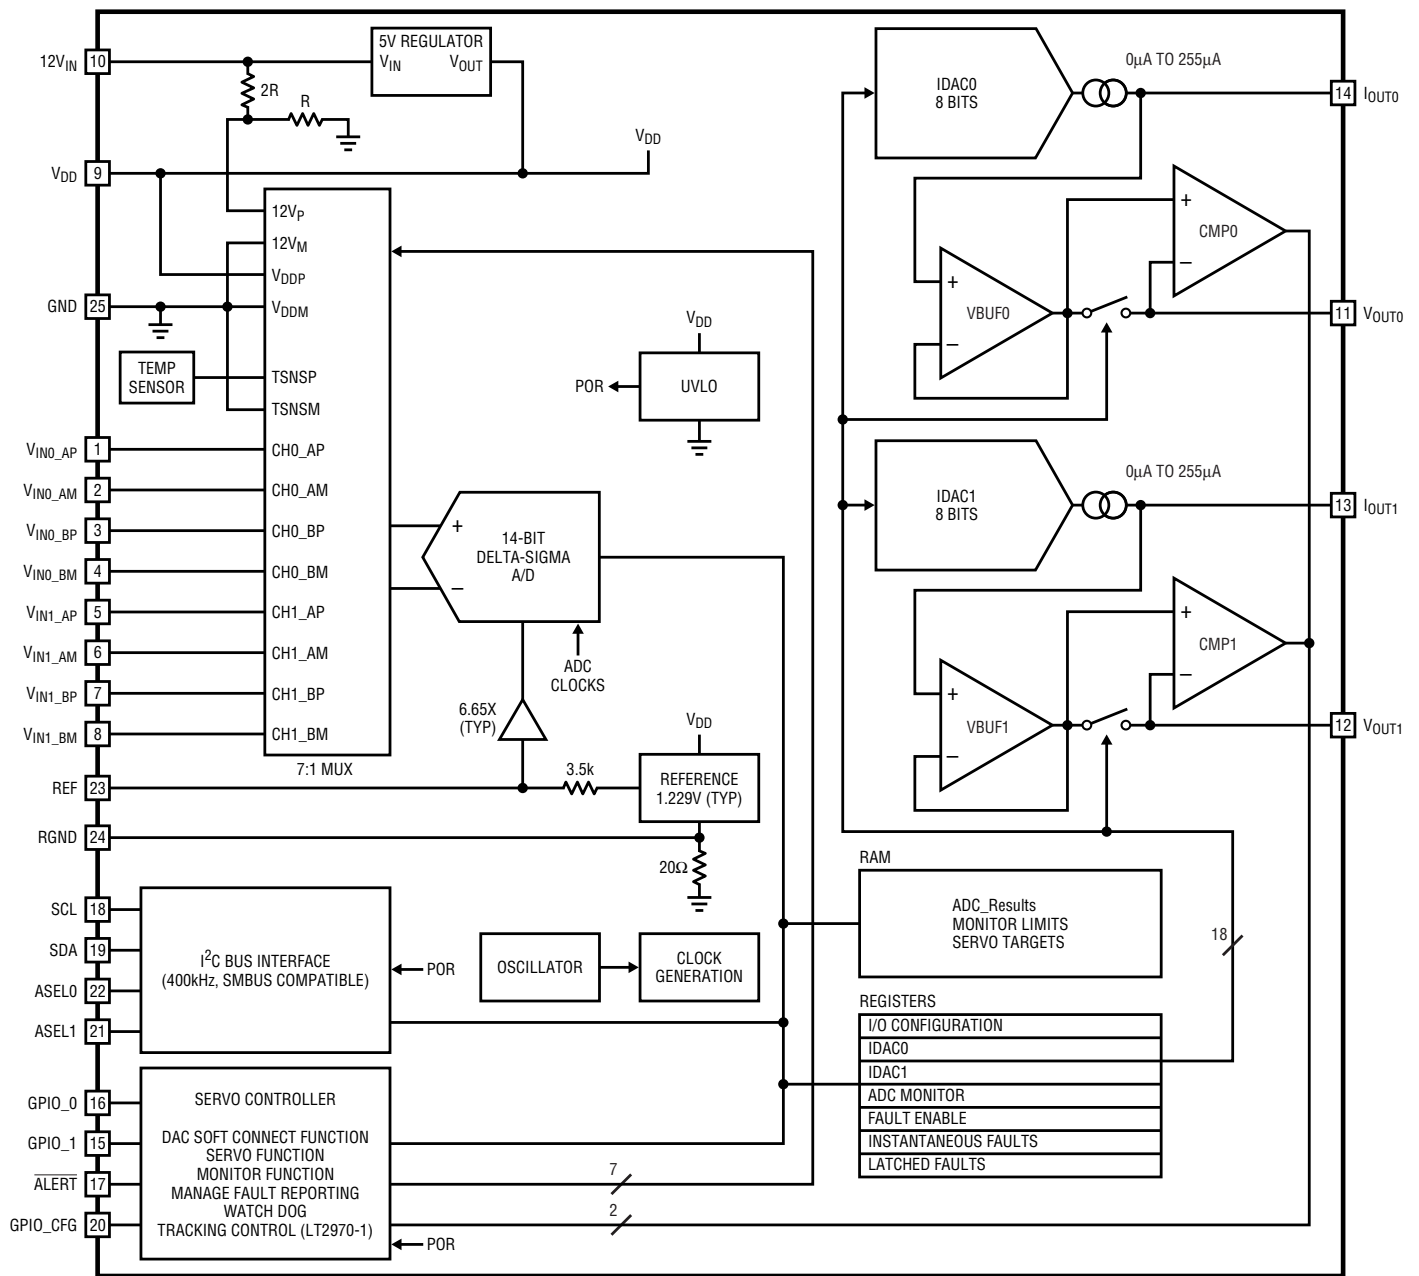 12VIN
10
5V REGULATOR
VIN
VOUT
2R
R
VDD
9
VDD
12VP
12VM
VDDP
GND
25
VDDM
TEMP
SENSOR
TSNSP
TSNSM
VIN0_AP
1
CH0_AP
VIN0_AM
2
CH0_AM
VIN0_BP
3
CH0_BP
VIN0_BM
4
CH0_BM
VIN1_AP
5
CH1_AP
VIN1_AM
6
CH1_AM
VIN1_BP
7
CH1_BP
VIN1_BM
8
CH1_BM
7:1 MUX
VDD
POR
UVLO
+
–
14-BIT
DELTA-SIGMA
A/D
ADC
CLOCKS
6.65X
(TYP)
VDD
REF
23
3.5k
REFERENCE
1.229V (TYP)
RGND
24
20Ω
SCL
18
SDA
19
ASEL0
22
ASEL1
21
I2C BUS INTERFACE
(400kHz, SMBUS COMPATIBLE)
POR
OSCILLATOR
CLOCK
GENERATION
GPIO_0
16
GPIO_1
15
ALERT
17
GPIO_CFG
20
SERVO CONTROLLER
DAC SOFT CONNECT FUNCTION
SERVO FUNCTION
MONITOR FUNCTION
MANAGE FAULT REPORTING
WATCH DOG
TRACKING CONTROL (LT2970-1)
7
2
POR
IDAC0
8 BITS
0µA TO 255µA
14
IOUT0
+
–
CMP0
+
–
VBUF0
11
VOUT0
IDAC1
8 BITS
0µA TO 255µA
13
IOUT1
+
–
CMP1
+
–
VBUF1
12
VOUT1
RAM
ADC_Results
MONITOR LIMITS
SERVO TARGETS
18
REGISTERS
I/O CONFIGURATION
IDAC0
IDAC1
ADC MONITOR
FAULT ENABLE
INSTANTANEOUS FAULTS
LATCHED FAULTS